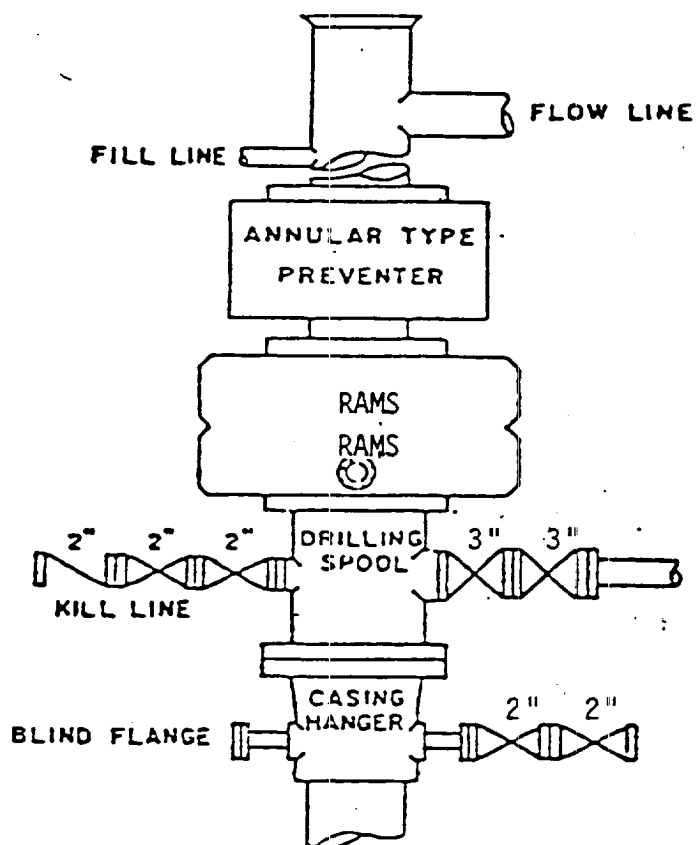 FLOW LINE
FILL LINE
ANNULAR TYPE
PREVENTER
RAMS
RAMS
2" 2" 2"
DRILLING
SPOOL
3" 3"
KILL LINE
CASING
HANGER
2" 2"
BLIND FLANGE